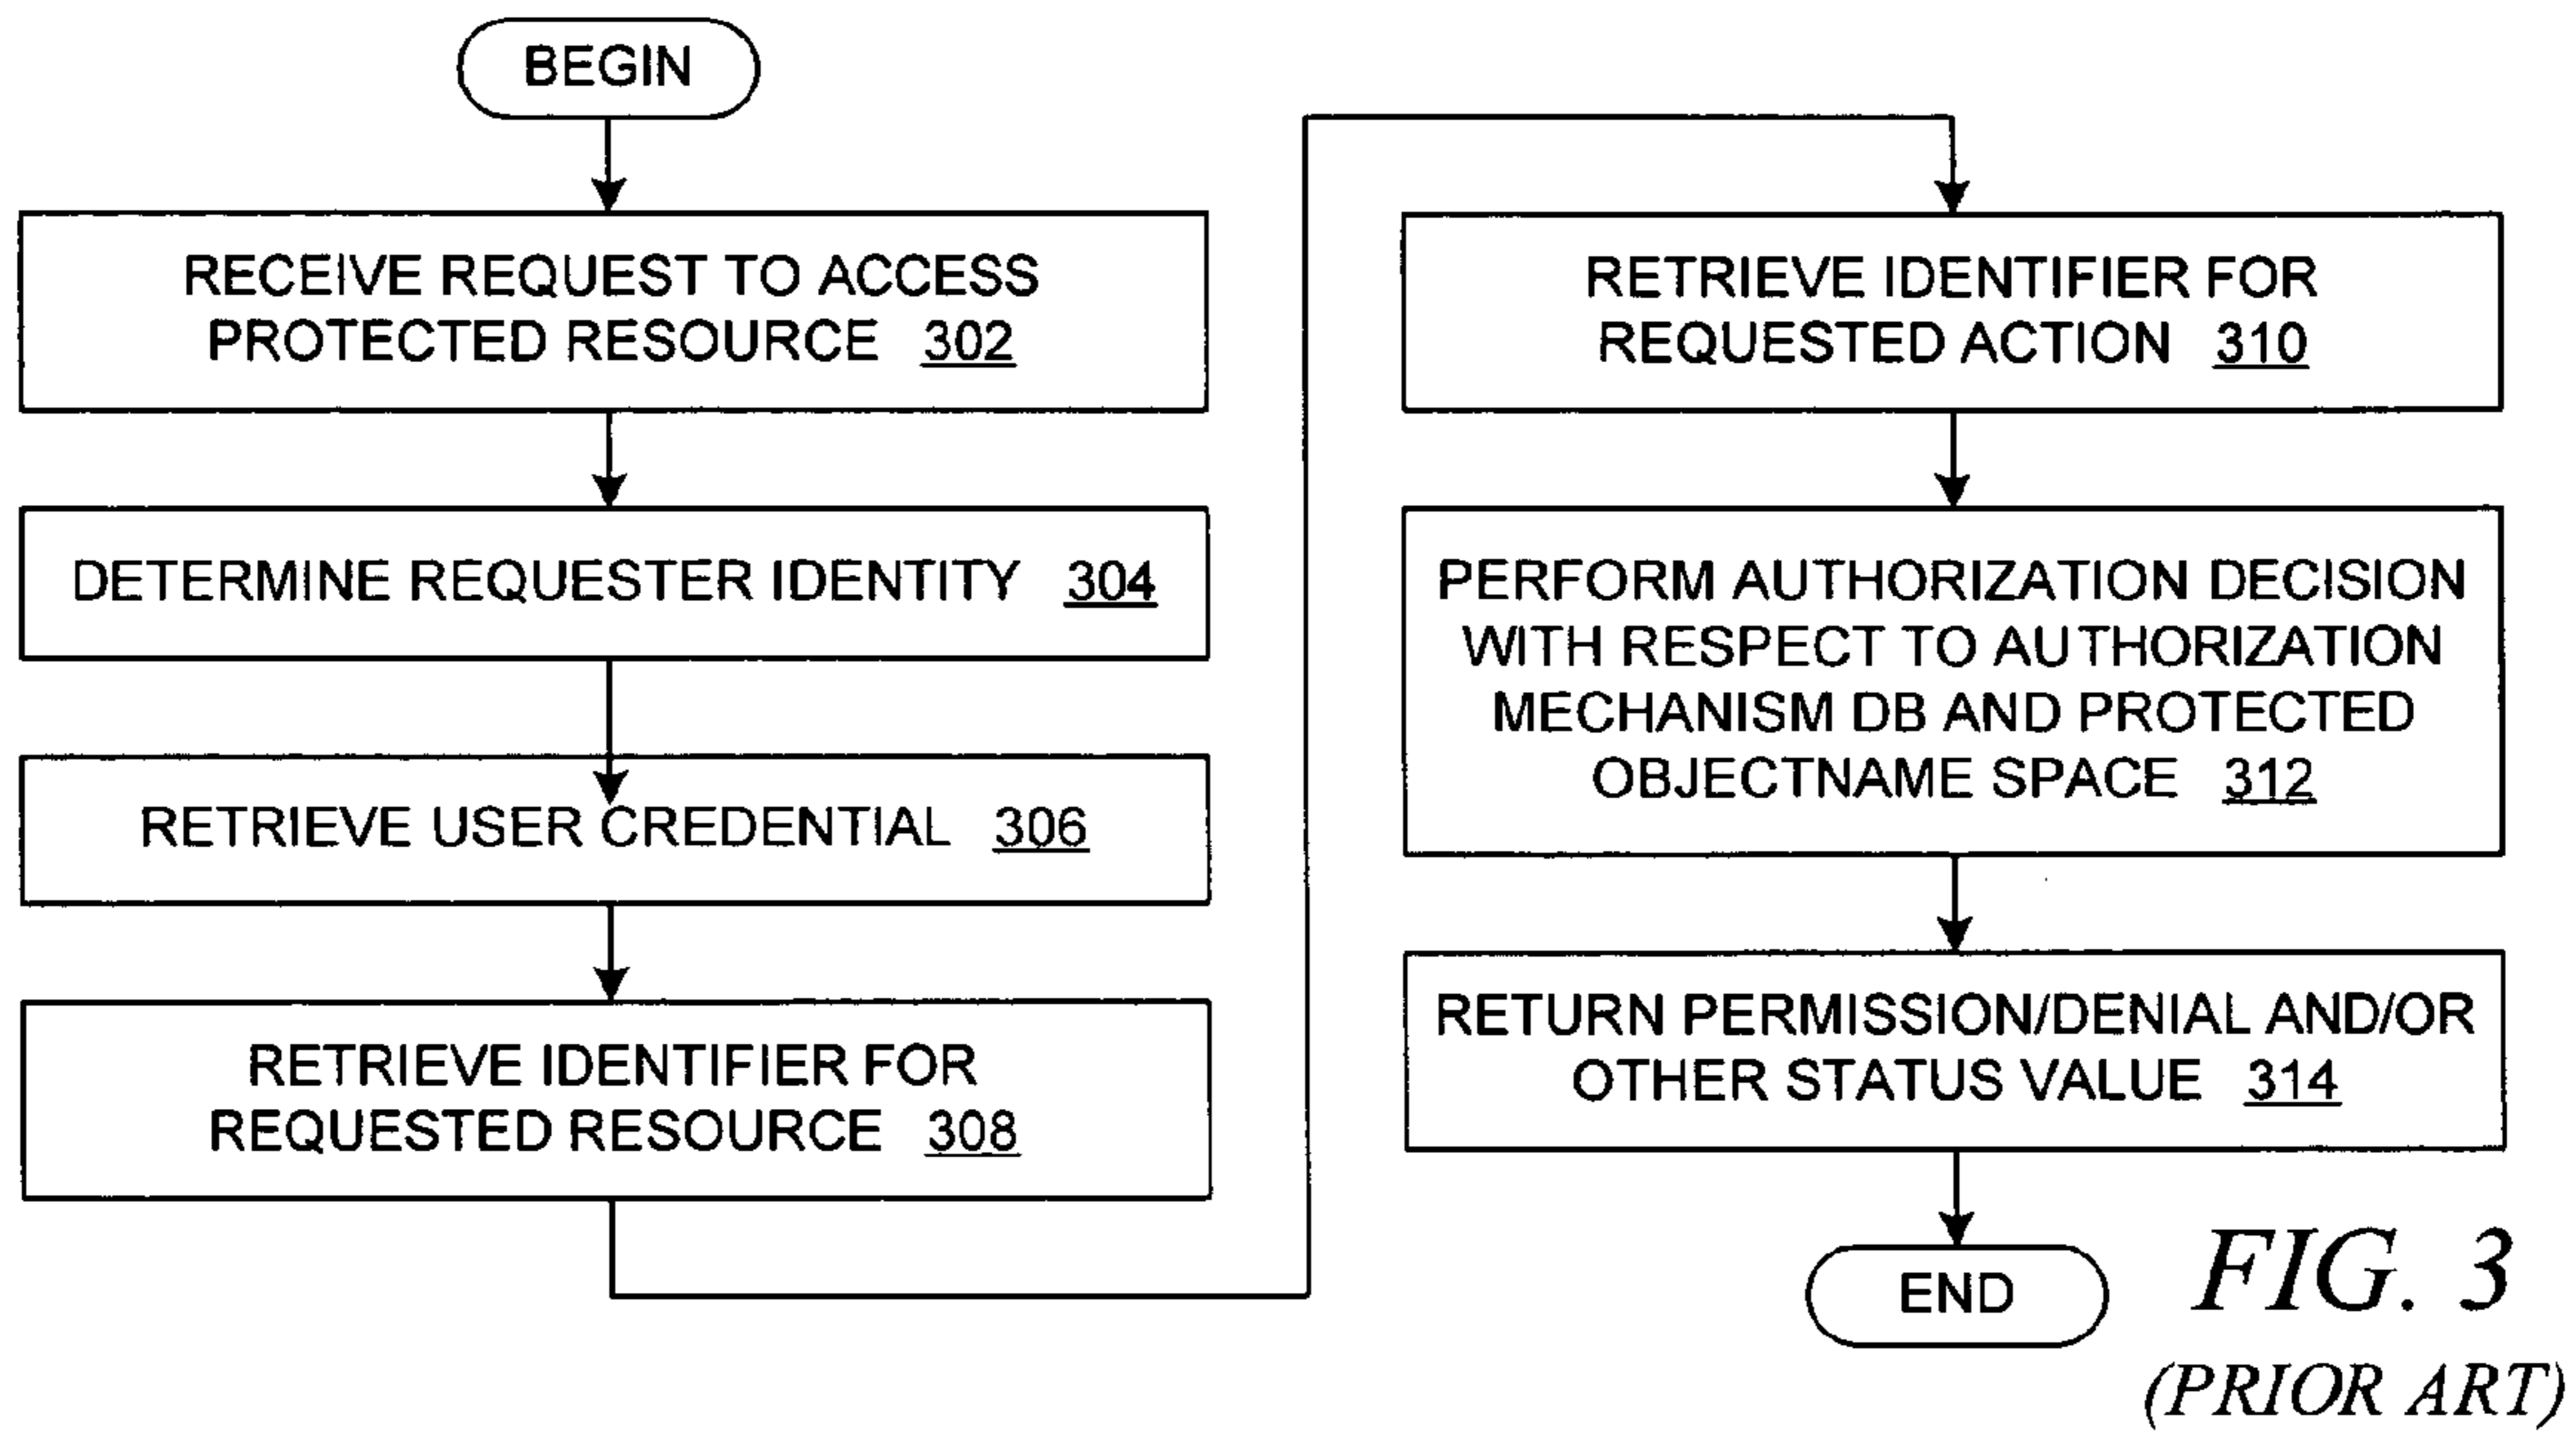 BEGIN
RECEIVE REQUEST TO ACCESS
PROTECTED RESOURCE 302
DETERMINE REQUESTER IDENTITY 304
RETRIEVE USER CREDENTIAL 306
RETRIEVE IDENTIFIER FOR
REQUESTED RESOURCE 308
RETRIEVE IDENTIFIER FOR
REQUESTED ACTION 310
PERFORM AUTHORIZATION DECISION
WITH RESPECT TO AUTHORIZATION
MECHANISM DB AND PROTECTED
OBJECTNAME SPACE 312
RETURN PERMISSION/DENIAL AND/OR
OTHER STATUS VALUE 314
END
FIG. 3
(PRIOR ART)